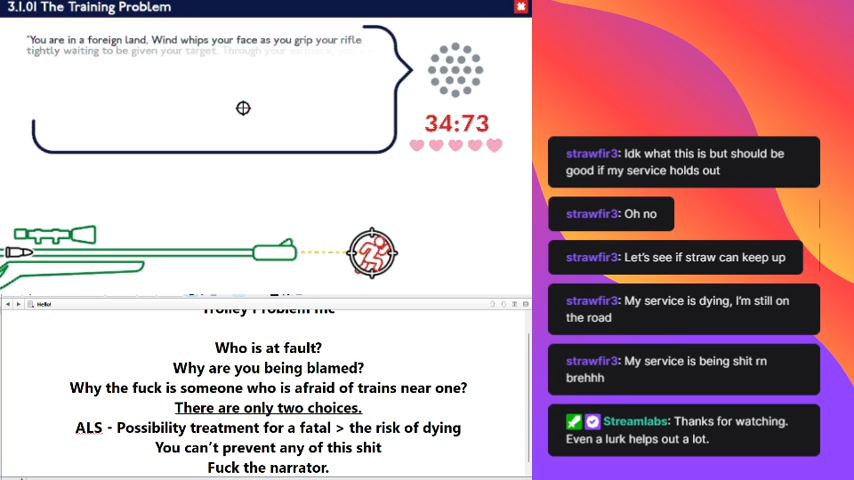 3.1.01 The Training Problem
"You are in a foreign land, Wind whips your face as you grip your rifle
tightly waiting to be given your target. Through your
34:73
Hello!
Trolley Problem Inc
Who is at fault?
Why are you being blamed?
Why the fuck is someone who is afraid of trains near one?
There are only two choices.
ALS - Possibility treatment for a fatal > the risk of dying
You can't prevent any of this shit
Fuck the narrator.
strawfir3: Idk what this is but should be
good if my service holds out
strawfir3: Oh no
strawfir3: Let's see if straw can keep up
strawfir3: My service is dying, I'm still on
the road
strawfir3: My service is being shit rn
brehhh
Streamlabs: Thanks for watching.
Even a lurk helps out a lot.